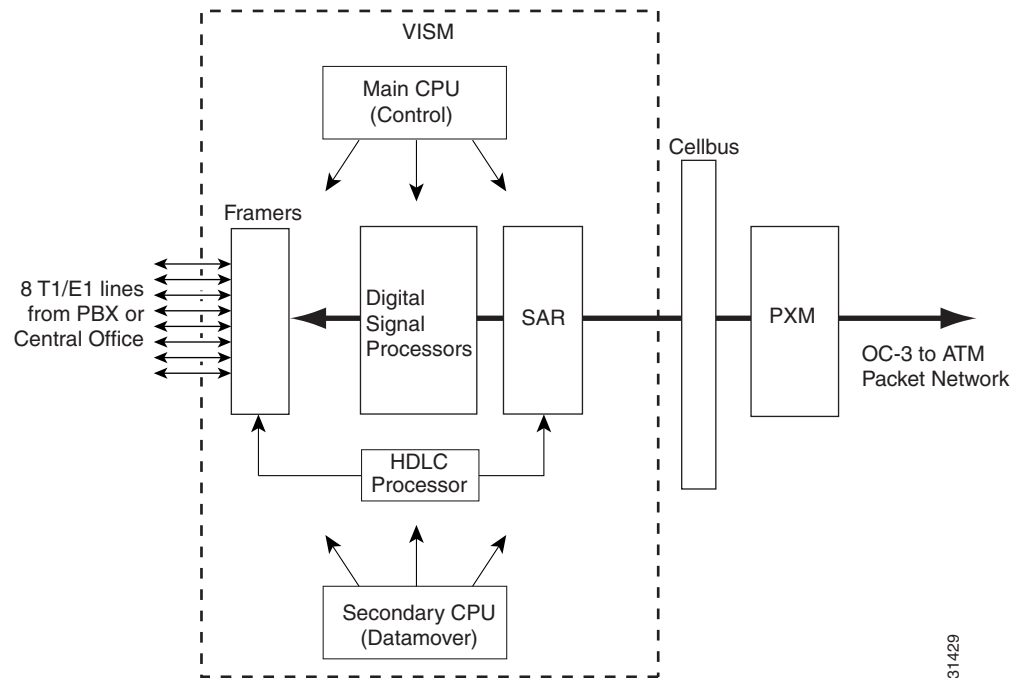 VISM
Main CPU
(Control)
Cellbus
Framers
8 T1/E1 lines
from PBX or
Central Office
Digital
Signal
Processors
SAR
PXM
OC-3 to ATM
Packet Network
HDLC
Processor
Secondary CPU
(Datamover)
31429